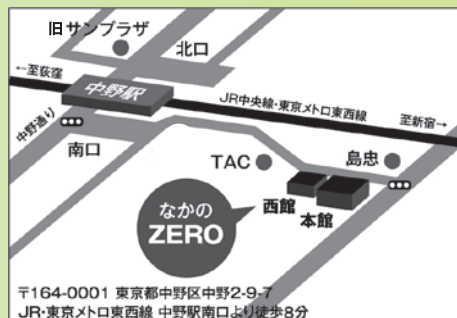 旧サンプラザ
北口
←至荻窪
中野駅
JR中央線・東京メトロ東西線
至新宿→
中野通り
南口
TAC
島忠
西館
本館
なかの
ZERO
〒164-0001 東京都中野区中野2-9-7
JR・東京メトロ東西線 中野駅南口より徒歩8分